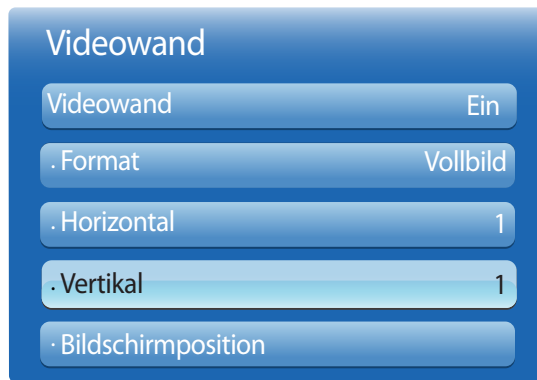 Videowand
Videowand Ein
· Format Vollbild
· Horizontal 1
· Vertikal 1
· Bildschirmposition